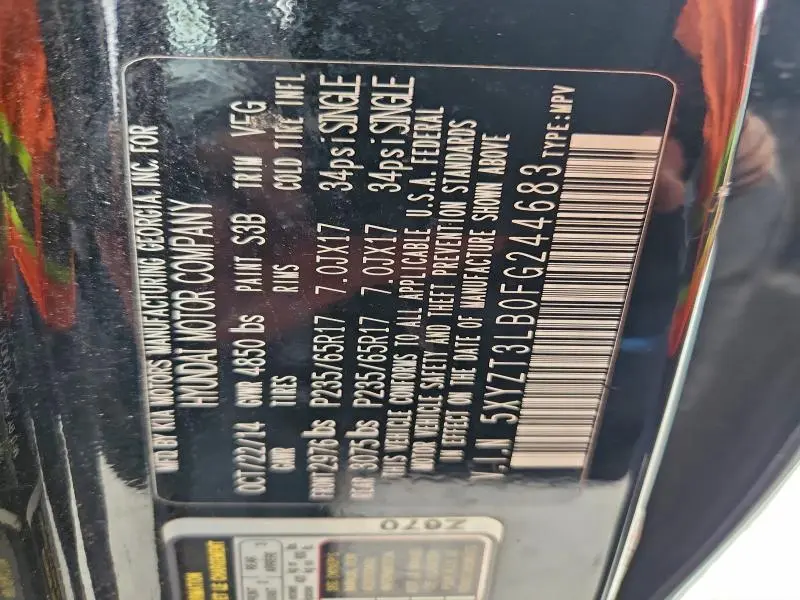 MFD BY KIA MOTORS MANUFACTURING GEORGIA, INC. FOR
HYUNDAI MOTOR COMPANY
OCT/22/14 GVWR 4850 lbs PAINT S3B TRIM VFG
GAWR TIRES RIMS COLD TIRE INFL
FRONT 2976 lbs P235/65R17 7.0JX17 34psi SINGLE
REAR 3075 lbs P235/65R17 7.0JX17 34psi SINGLE
THIS VEHICLE CONFORMS TO ALL APPLICABLE U.S.A. FEDERAL
MOTOR VEHICLE SAFETY AND THEFT PREVENTION STANDARDS
IN EFFECT ON THE DATE OF MANUFACTURE SHOWN ABOVE
V.I.N 5XYZT3LB0FG244683 TYPE:MPV
REAR